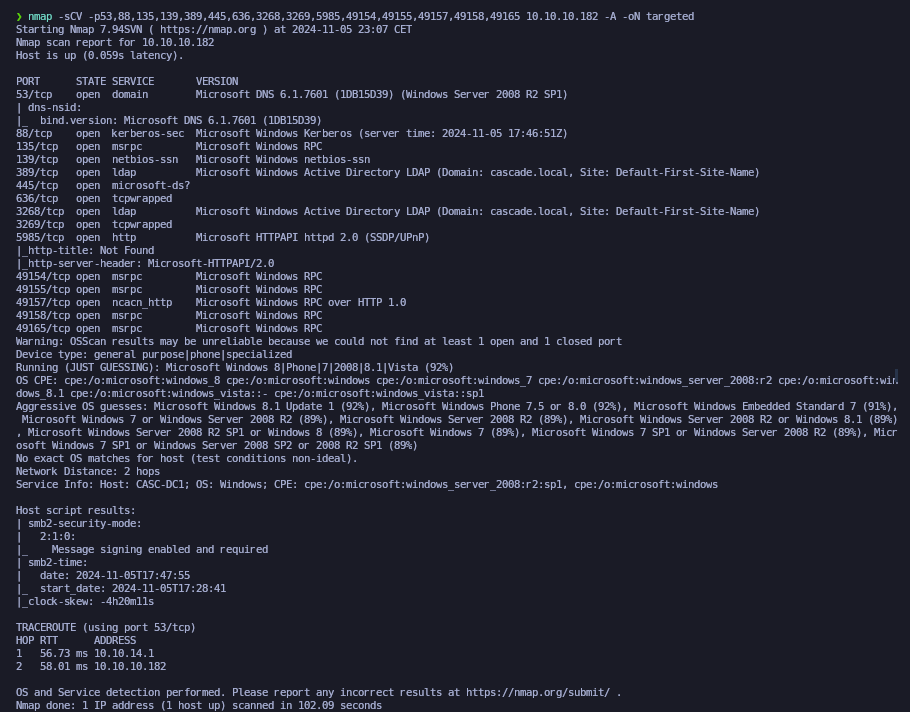 ❯ nmap -sCV -p53,88,135,139,389,445,636,3268,3269,5985,49154,49155,49157,49158,49165 10.10.10.182 -A -oN targeted
Starting Nmap 7.94SVN ( https://nmap.org ) at 2024-11-05 23:07 CET
Nmap scan report for 10.10.10.182
Host is up (0.059s latency).

PORT      STATE SERVICE       VERSION
53/tcp    open  domain        Microsoft DNS 6.1.7601 (1DB15D39) (Windows Server 2008 R2 SP1)
| dns-nsid:
|_  bind.version: Microsoft DNS 6.1.7601 (1DB15D39)
88/tcp    open  kerberos-sec  Microsoft Windows Kerberos (server time: 2024-11-05 17:46:51Z)
135/tcp   open  msrpc         Microsoft Windows RPC
139/tcp   open  netbios-ssn   Microsoft Windows netbios-ssn
389/tcp   open  ldap          Microsoft Windows Active Directory LDAP (Domain: cascade.local, Site: Default-First-Site-Name)
445/tcp   open  microsoft-ds?
636/tcp   open  tcpwrapped
3268/tcp  open  ldap          Microsoft Windows Active Directory LDAP (Domain: cascade.local, Site: Default-First-Site-Name)
3269/tcp  open  tcpwrapped
5985/tcp  open  http          Microsoft HTTPAPI httpd 2.0 (SSDP/UPnP)
|_http-title: Not Found
|_http-server-header: Microsoft-HTTPAPI/2.0
49154/tcp open  msrpc         Microsoft Windows RPC
49155/tcp open  msrpc         Microsoft Windows RPC
49157/tcp open  ncacn_http    Microsoft Windows RPC over HTTP 1.0
49158/tcp open  msrpc         Microsoft Windows RPC
49165/tcp open  msrpc         Microsoft Windows RPC
Warning: OSScan results may be unreliable because we could not find at least 1 open and 1 closed port
Device type: general purpose|phone|specialized
Running (JUST GUESSING): Microsoft Windows 8|Phone|7|2008|8.1|Vista (92%)
OS CPE: cpe:/o:microsoft:windows_8 cpe:/o:microsoft:windows cpe:/o:microsoft:windows_7 cpe:/o:microsoft:windows_server_2008:r2 cpe:/o:microsoft:win
dows_8.1 cpe:/o:microsoft:windows_vista::- cpe:/o:microsoft:windows_vista::sp1
Aggressive OS guesses: Microsoft Windows 8.1 Update 1 (92%), Microsoft Windows Phone 7.5 or 8.0 (92%), Microsoft Windows Embedded Standard 7 (91%),
 Microsoft Windows 7 or Windows Server 2008 R2 (89%), Microsoft Windows Server 2008 R2 (89%), Microsoft Windows Server 2008 R2 or Windows 8.1 (89%)
, Microsoft Windows Server 2008 R2 SP1 or Windows 8 (89%), Microsoft Windows 7 (89%), Microsoft Windows 7 SP1 or Windows Server 2008 R2 (89%), Micr
osoft Windows 7 SP1 or Windows Server 2008 SP2 or 2008 R2 SP1 (89%)
No exact OS matches for host (test conditions non-ideal).
Network Distance: 2 hops
Service Info: Host: CASC-DC1; OS: Windows; CPE: cpe:/o:microsoft:windows_server_2008:r2:sp1, cpe:/o:microsoft:windows

Host script results:
| smb2-security-mode:
|   2:1:0:
|_    Message signing enabled and required
| smb2-time:
|   date: 2024-11-05T17:47:55
|_  start_date: 2024-11-05T17:28:41
|_clock-skew: -4h20m11s

TRACEROUTE (using port 53/tcp)
HOP RTT      ADDRESS
1   56.73 ms 10.10.14.1
2   58.01 ms 10.10.10.182

OS and Service detection performed. Please report any incorrect results at https://nmap.org/submit/ .
Nmap done: 1 IP address (1 host up) scanned in 102.09 seconds